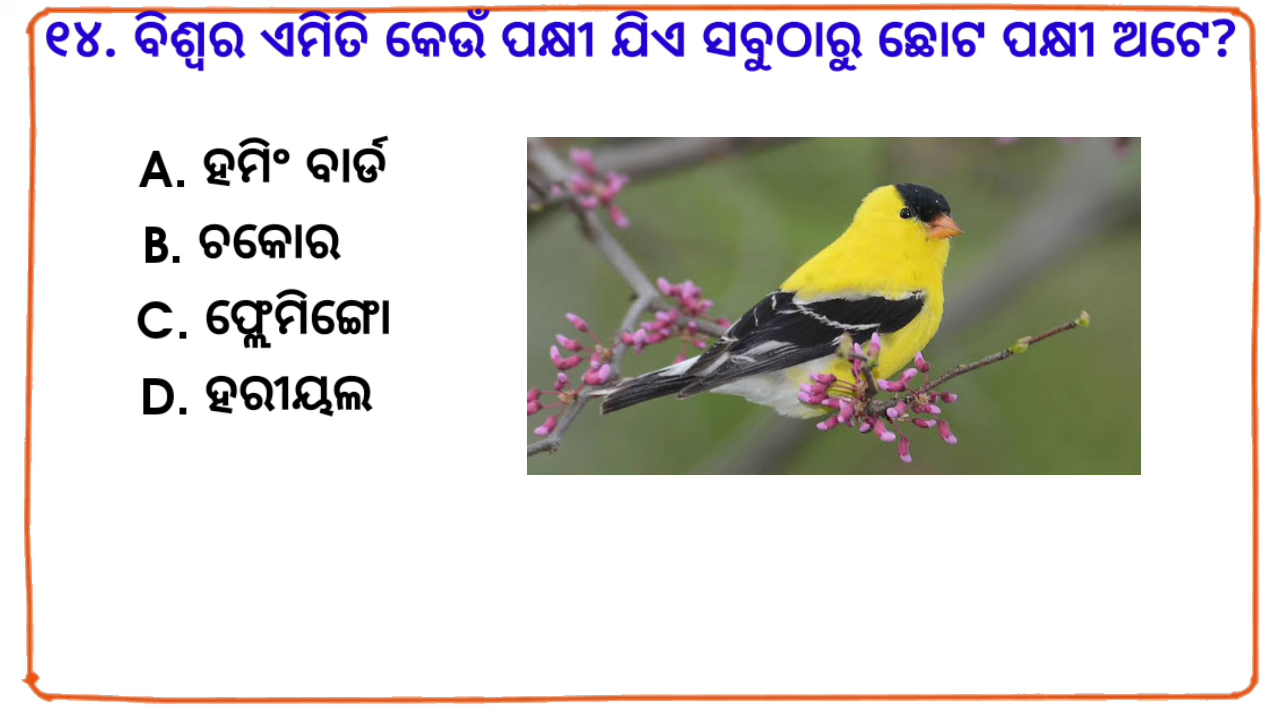 ୧୪. ବିଶ୍ୱର ଏମିତି କେଉଁ ପକ୍ଷୀ ଯିଏ ସବୁଠାରୁ ଛୋଟ ପକ୍ଷୀ ଅଟେ?
A. ହମିଂ ବାର୍ଡ
B. ଚକୋର
C. ଫ୍ଲେମିଙ୍ଗୋ
D. ହରୀୟଲ